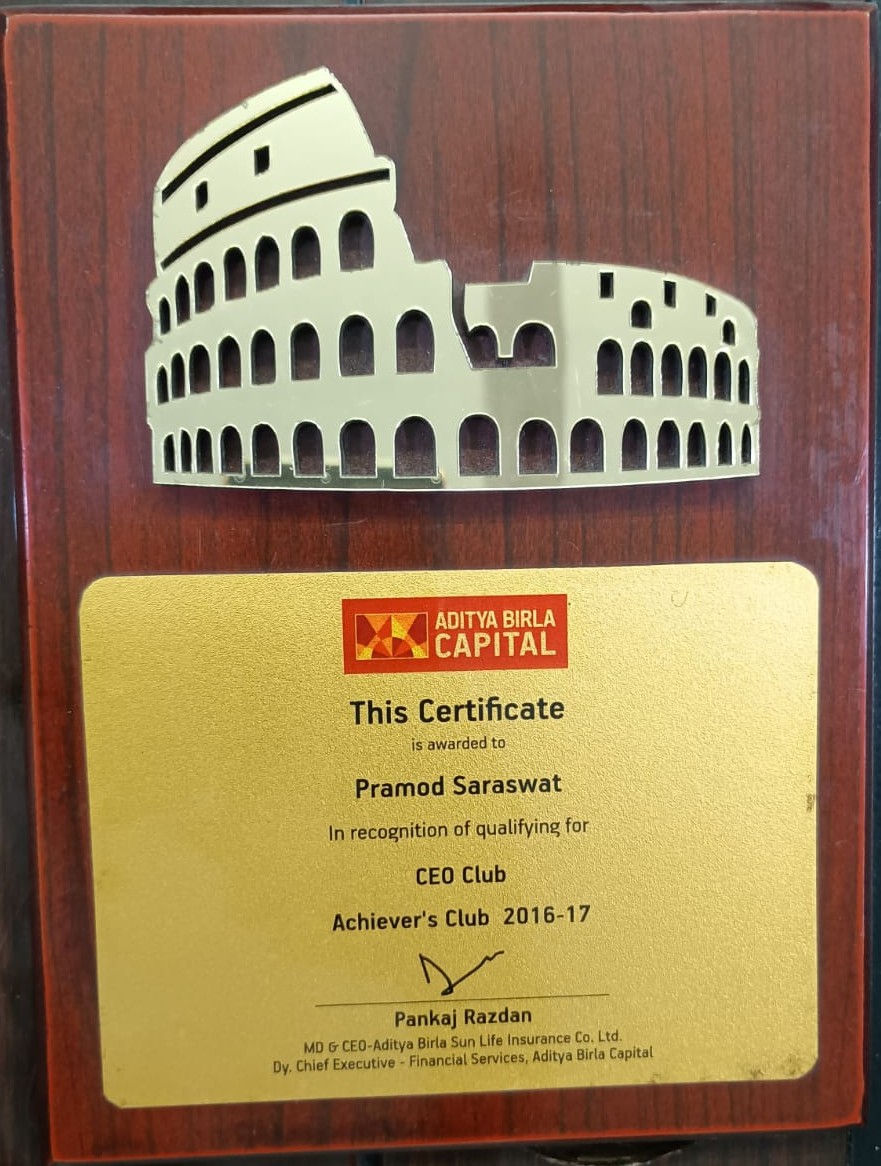 ADITYA BIRLA
CAPITAL
This Certificate
is awarded to
Pramod Saraswat
In recognition of qualifying for
CEO Club
Achiever's Club 2016-17
Pankaj Razdan
MD & CEO-Aditya Birla Sun Life Insurance Co. Ltd.
Dy. Chief Executive - Financial Services, Aditya Birla Capital